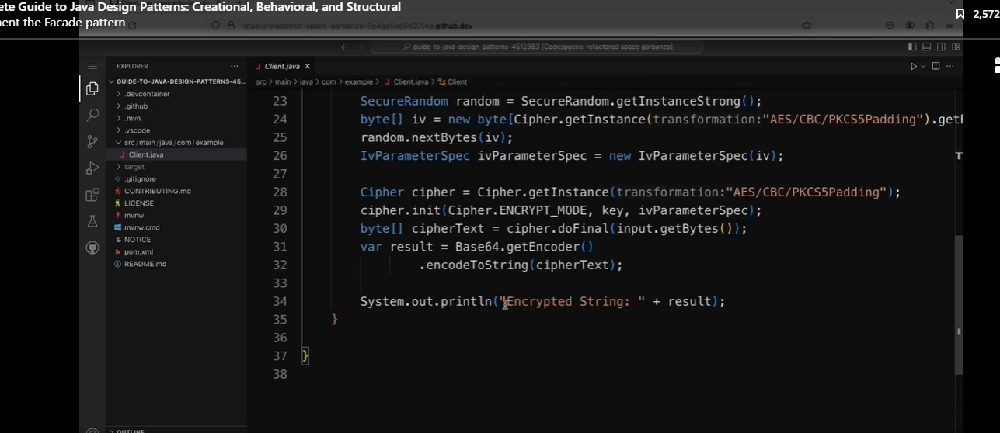 ete Guide to Java Design Patterns: Creational, Behavioral, and Structural
ment the Facade pattern
2,572
https://refactored-space-garbanzo-5g4gg5vp5xj27j4g.github.dev
guide-to-java-design-patterns-4512383 [Codespaces: refactored space garbanzo]
EXPLORER
GUIDE-TO-JAVA-DESIGN-PATTERNS-45...
.devcontainer
.github
.mvn
.vscode
src/main/java/com/example
J Client.java
target
.gitignore
CONTRIBUTING.md
LICENSE
mvnw
mvnw.cmd
NOTICE
pom.xml
README.md
OUTLINE
J Client.java
src > main > java > com > example > J Client.java > Client
23 SecureRandom random = SecureRandom.getInstanceStrong();
24 byte[] iv = new byte[Cipher.getInstance(transformation:"AES/CBC/PKCS5Padding").getB
25 random.nextBytes(iv);
26 IvParameterSpec ivParameterSpec = new IvParameterSpec(iv);
27
28 Cipher cipher = Cipher.getInstance(transformation:"AES/CBC/PKCS5Padding");
29 cipher.init(Cipher.ENCRYPT_MODE, key, ivParameterSpec);
30 byte[] cipherText = cipher.doFinal(input.getBytes());
31 var result = Base64.getEncoder()
32 .encodeToString(cipherText);
33
34 System.out.println("Encrypted String: " + result);
35 }
36
37 }
38